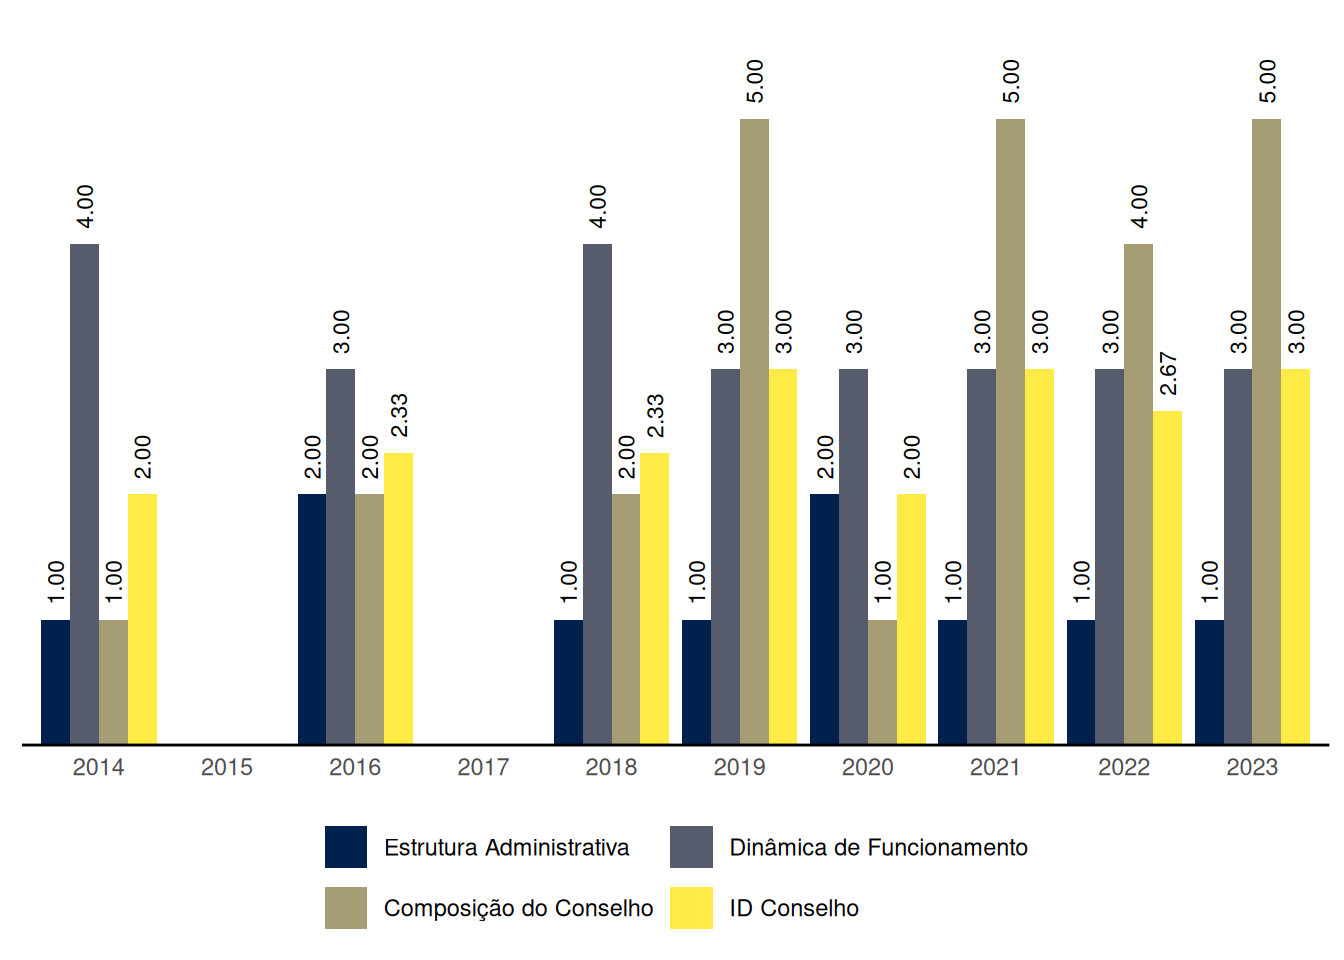 5.00 5.00 5.00
4.00 4.00 4.00
3.00 3.00 3.00 3.00 3.00 3.00 3.00 3.00 3.00
2.67
2.33 2.33
2.00 2.00 2.00 2.00 2.00 2.00
1.00 1.00 1.00 1.00 1.00 1.00 1.00 1.00
2014 2015 2016 2017 2018 2019 2020 2021 2022 2023
Estrutura Administrativa Dinâmica de Funcionamento
Composição do Conselho ID Conselho